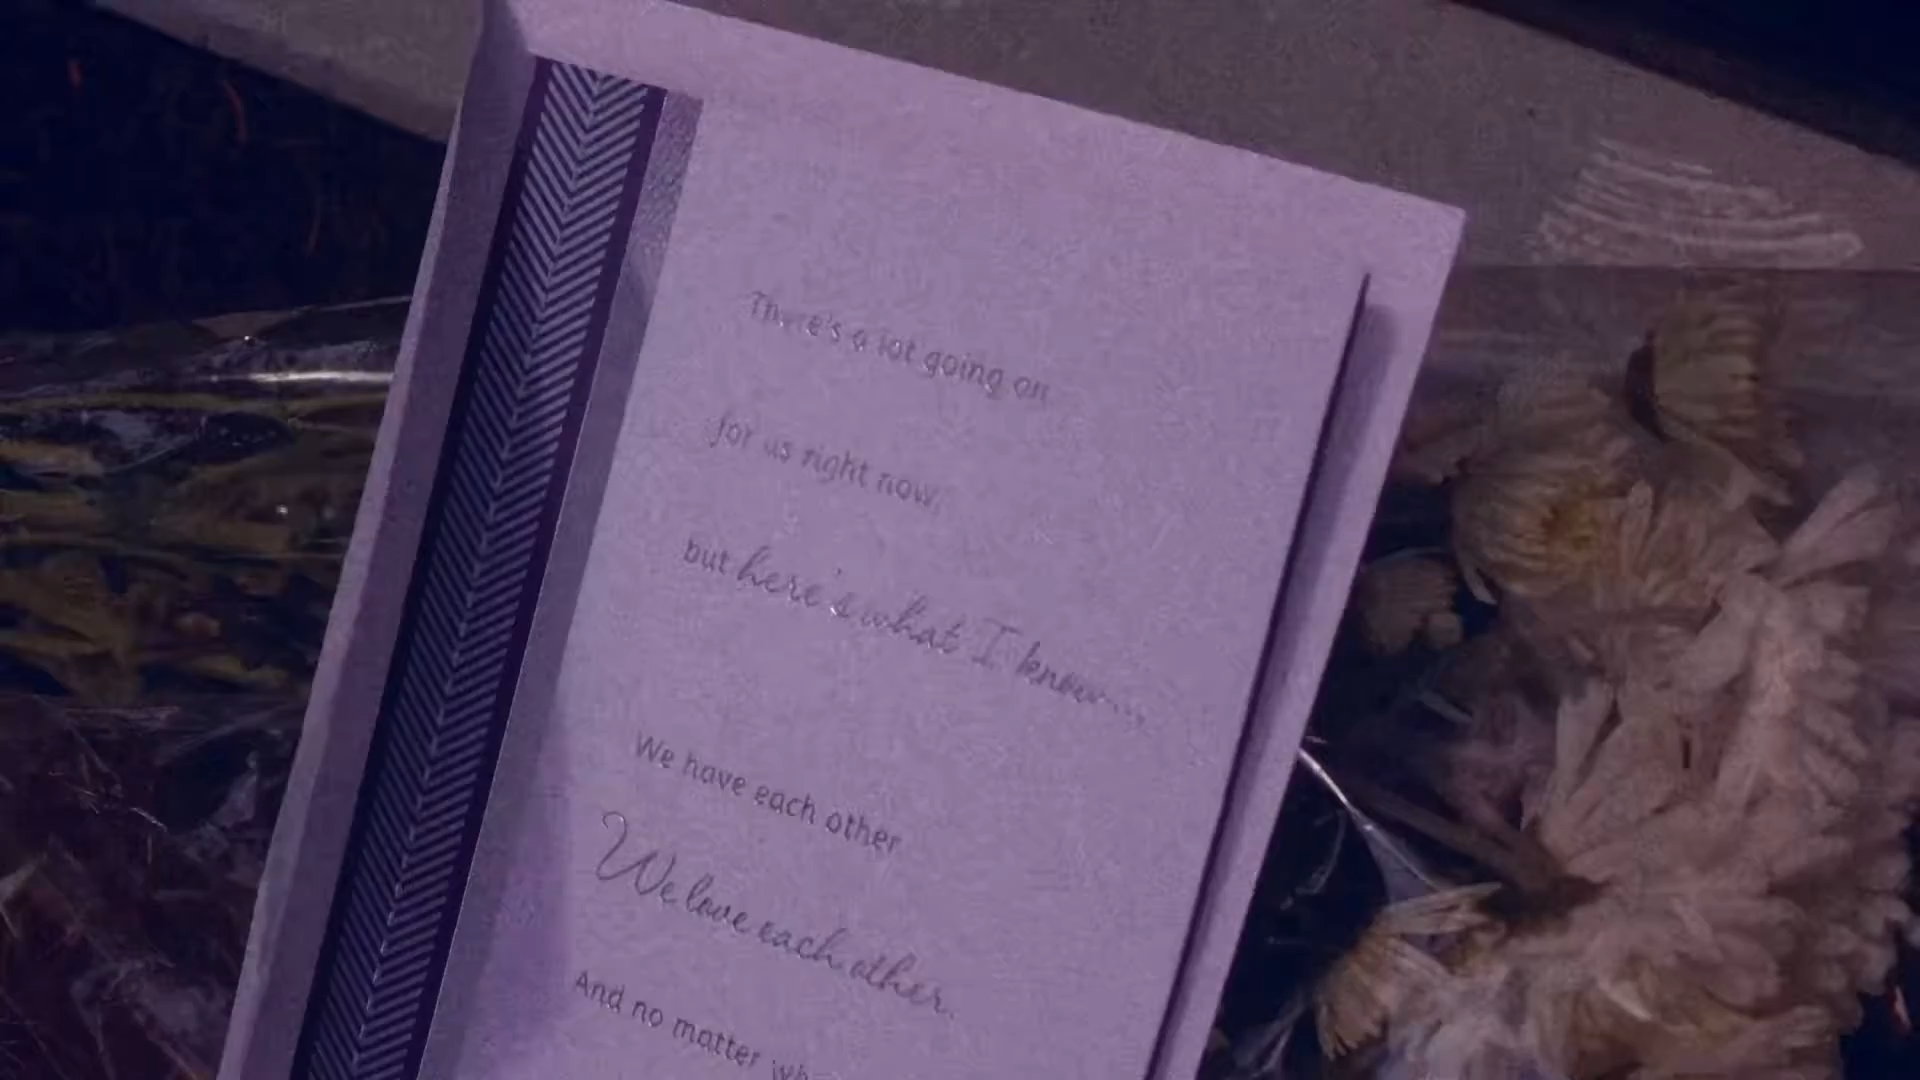 There's a lot going on
for us right now,
but here's what I know....
We have each other
We love each other.
And no matter